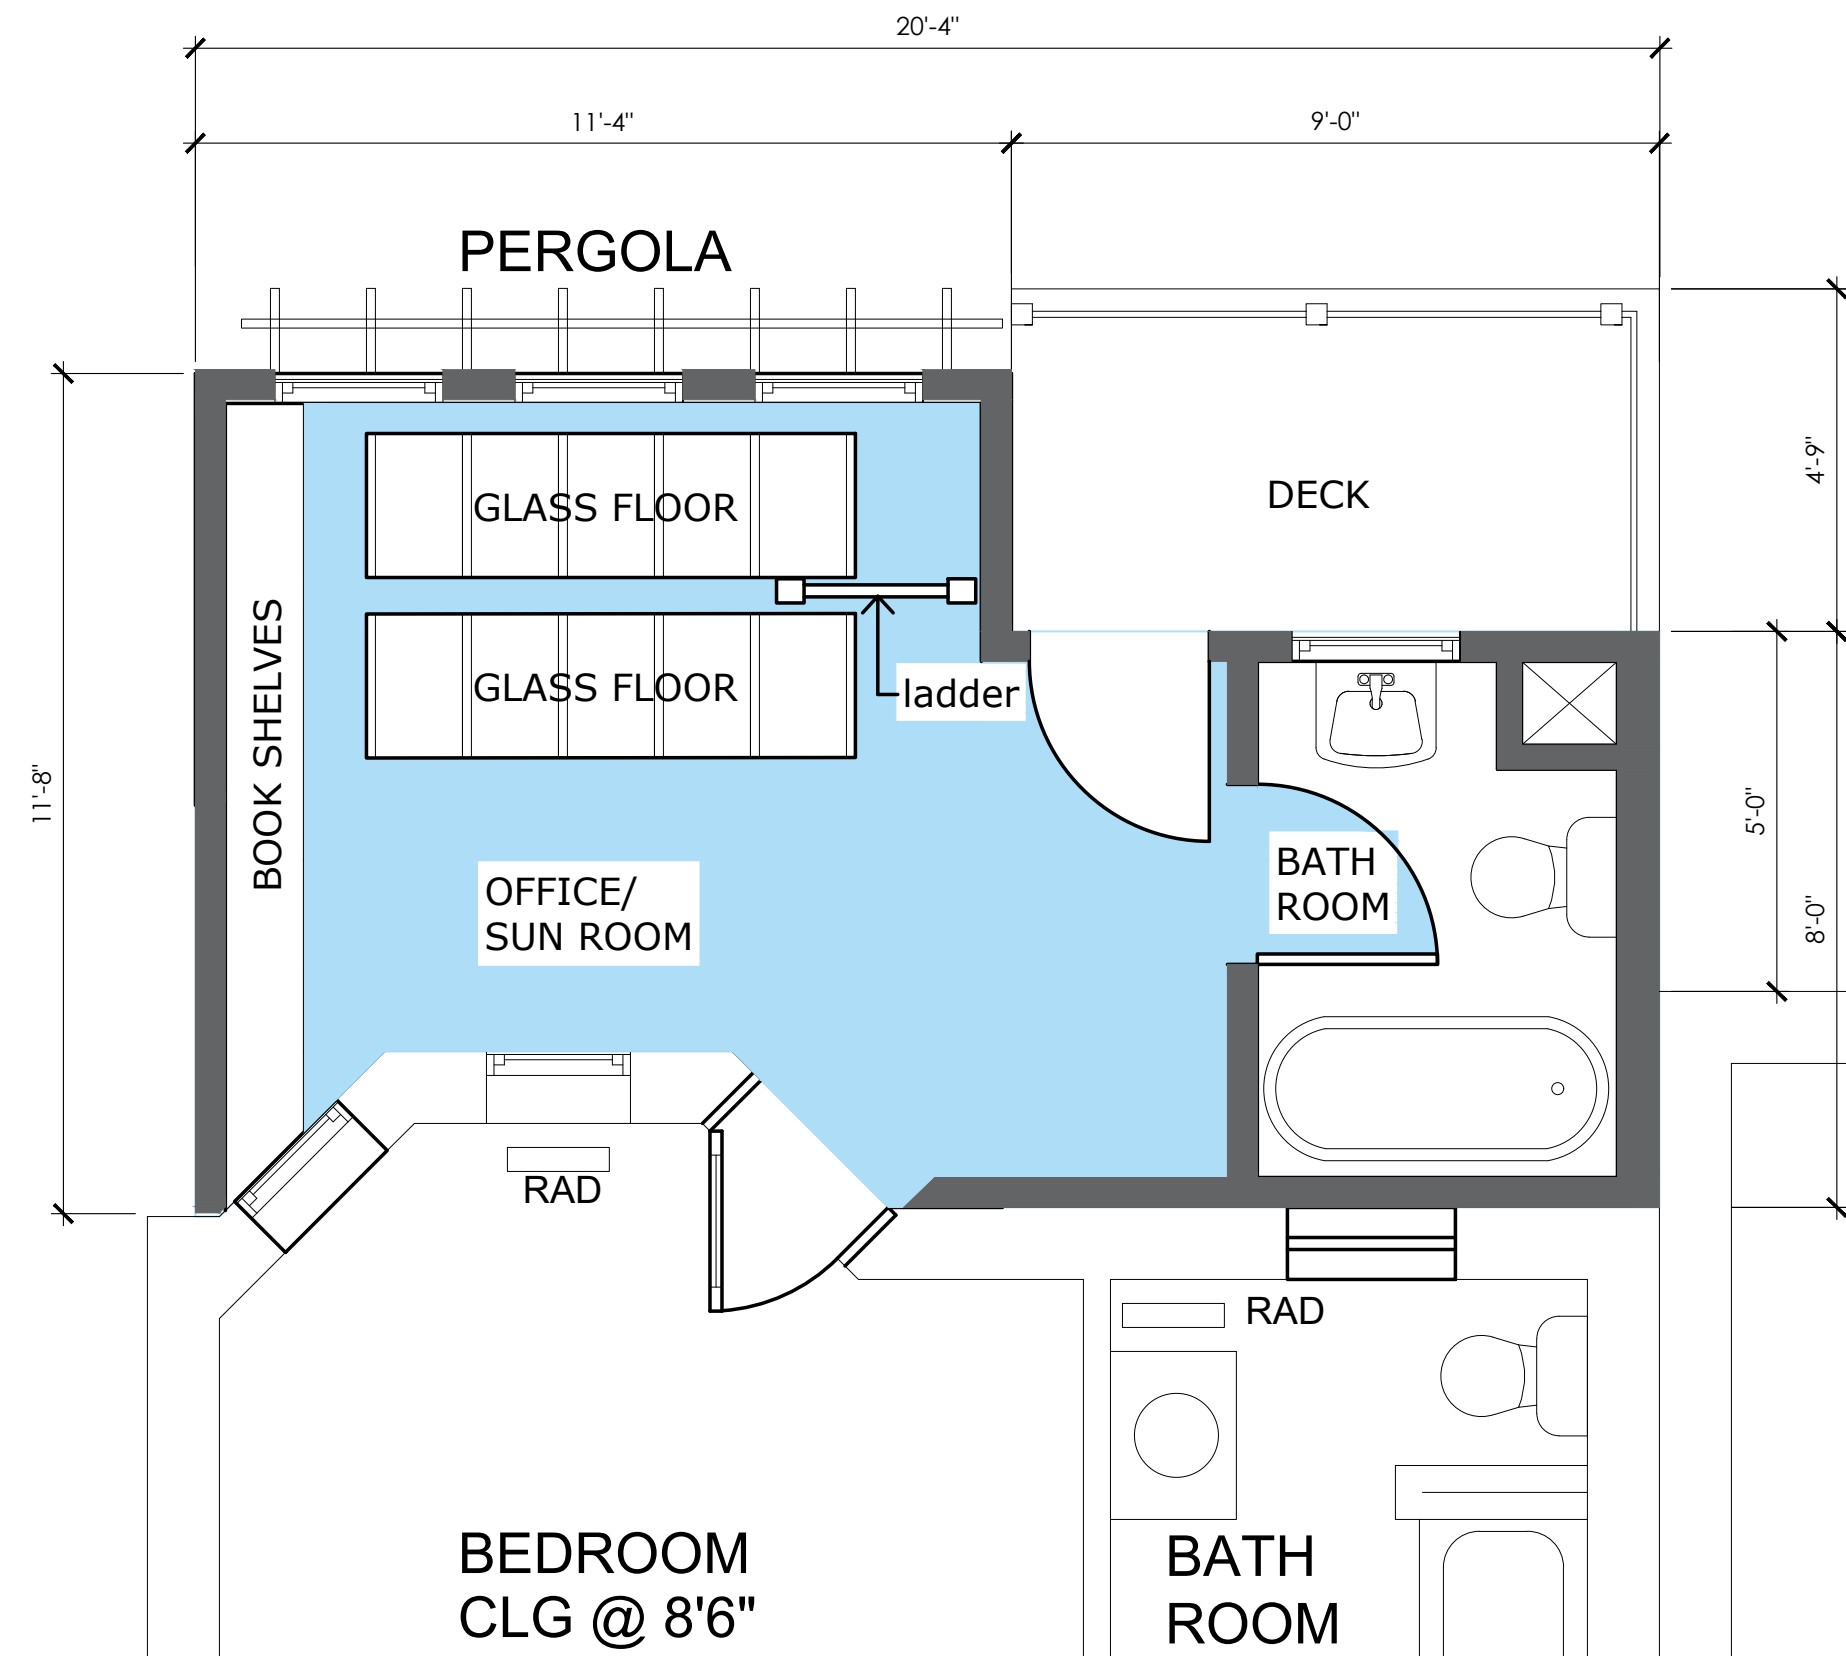 20'-4"
11'-4"
9'-0"
PERGOLA
4'-9"
DECK
GLASS FLOOR
BOOK SHELVES
GLASS FLOOR
ladder
11'-8"
5'-0"
BATH
ROOM
OFFICE/
SUN ROOM
8'-0"
RAD
RAD
BEDROOM
CLG @ 8'6"
BATH
ROOM